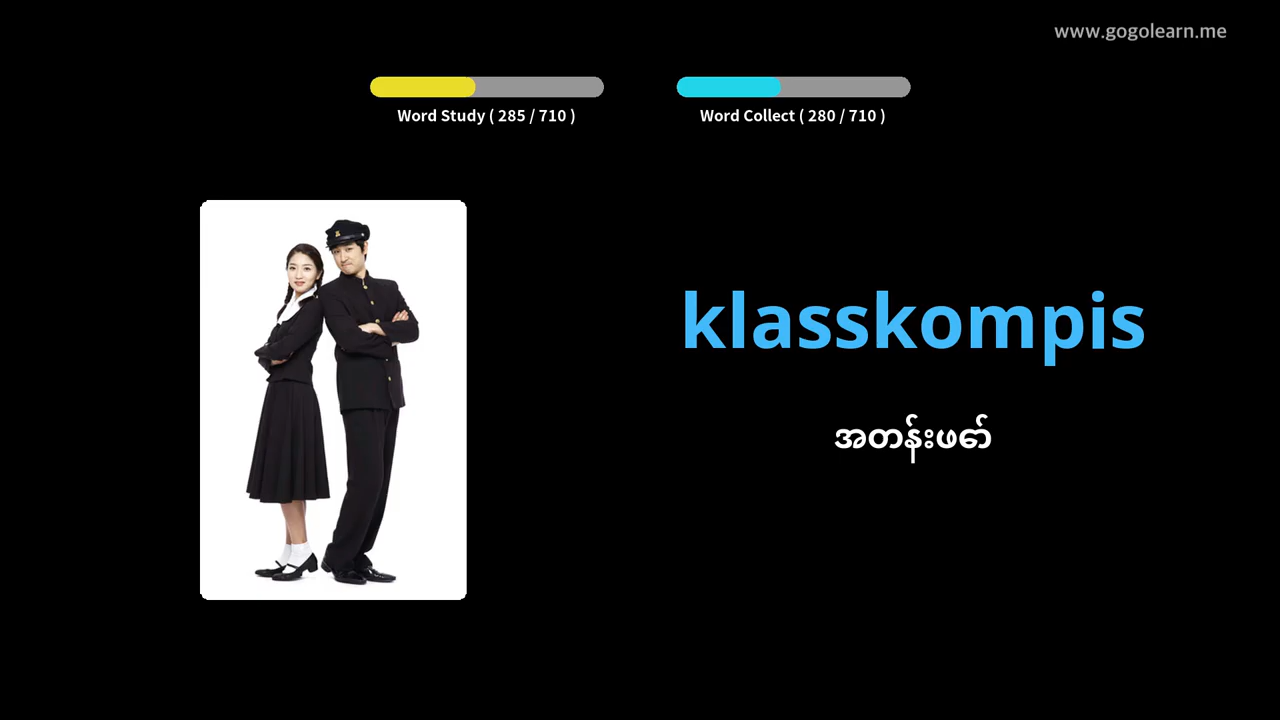 www.gogolearn.me
Word Study ( 285 / 710 )
Word Collect ( 280 / 710 )
klasskompis
အတန်းဖော်